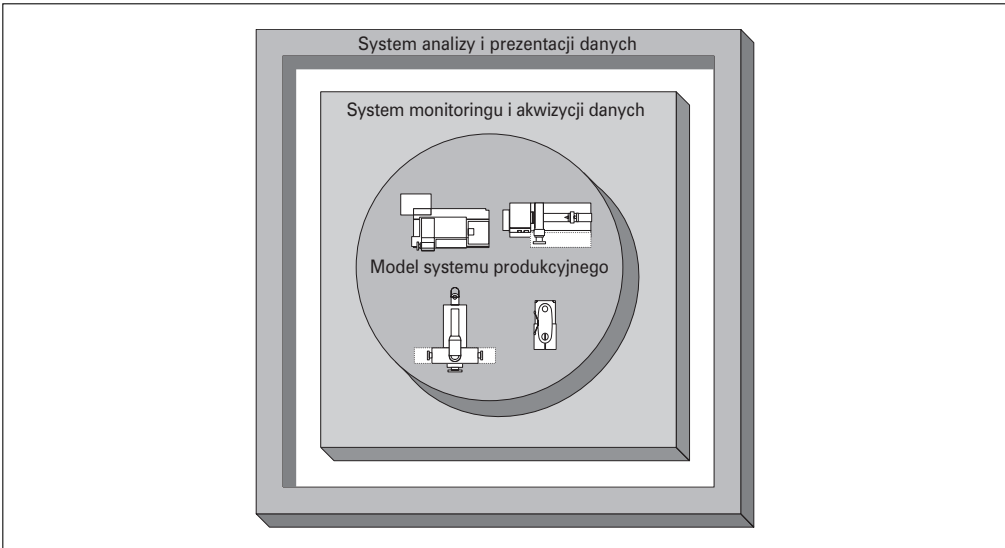 System analizy i prezentacji danych
System monitoringu i akwizycji danych
Model systemu produkcyjnego